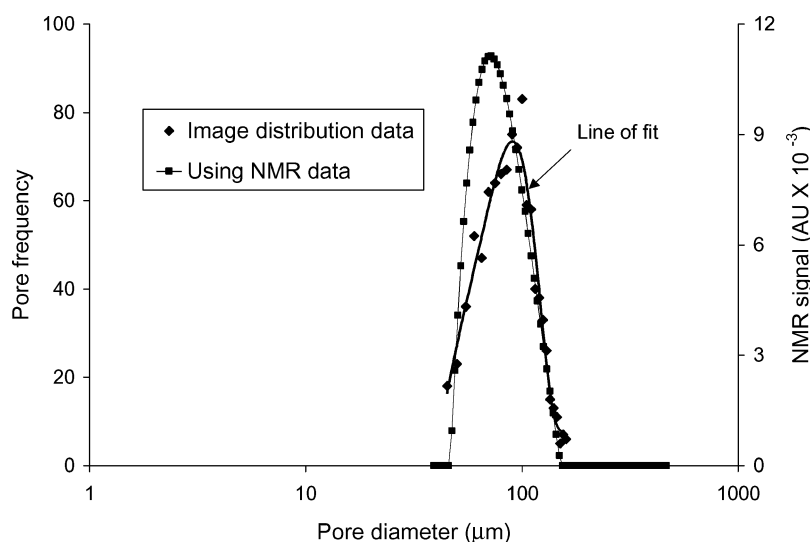 100
80
60
40
20
0
Pore frequency
Image distribution data
Using NMR data
Line of fit
12
9
6
3
0
NMR signal (AU X 10⁻³)
1
10
100
1000
Pore diameter (μm)